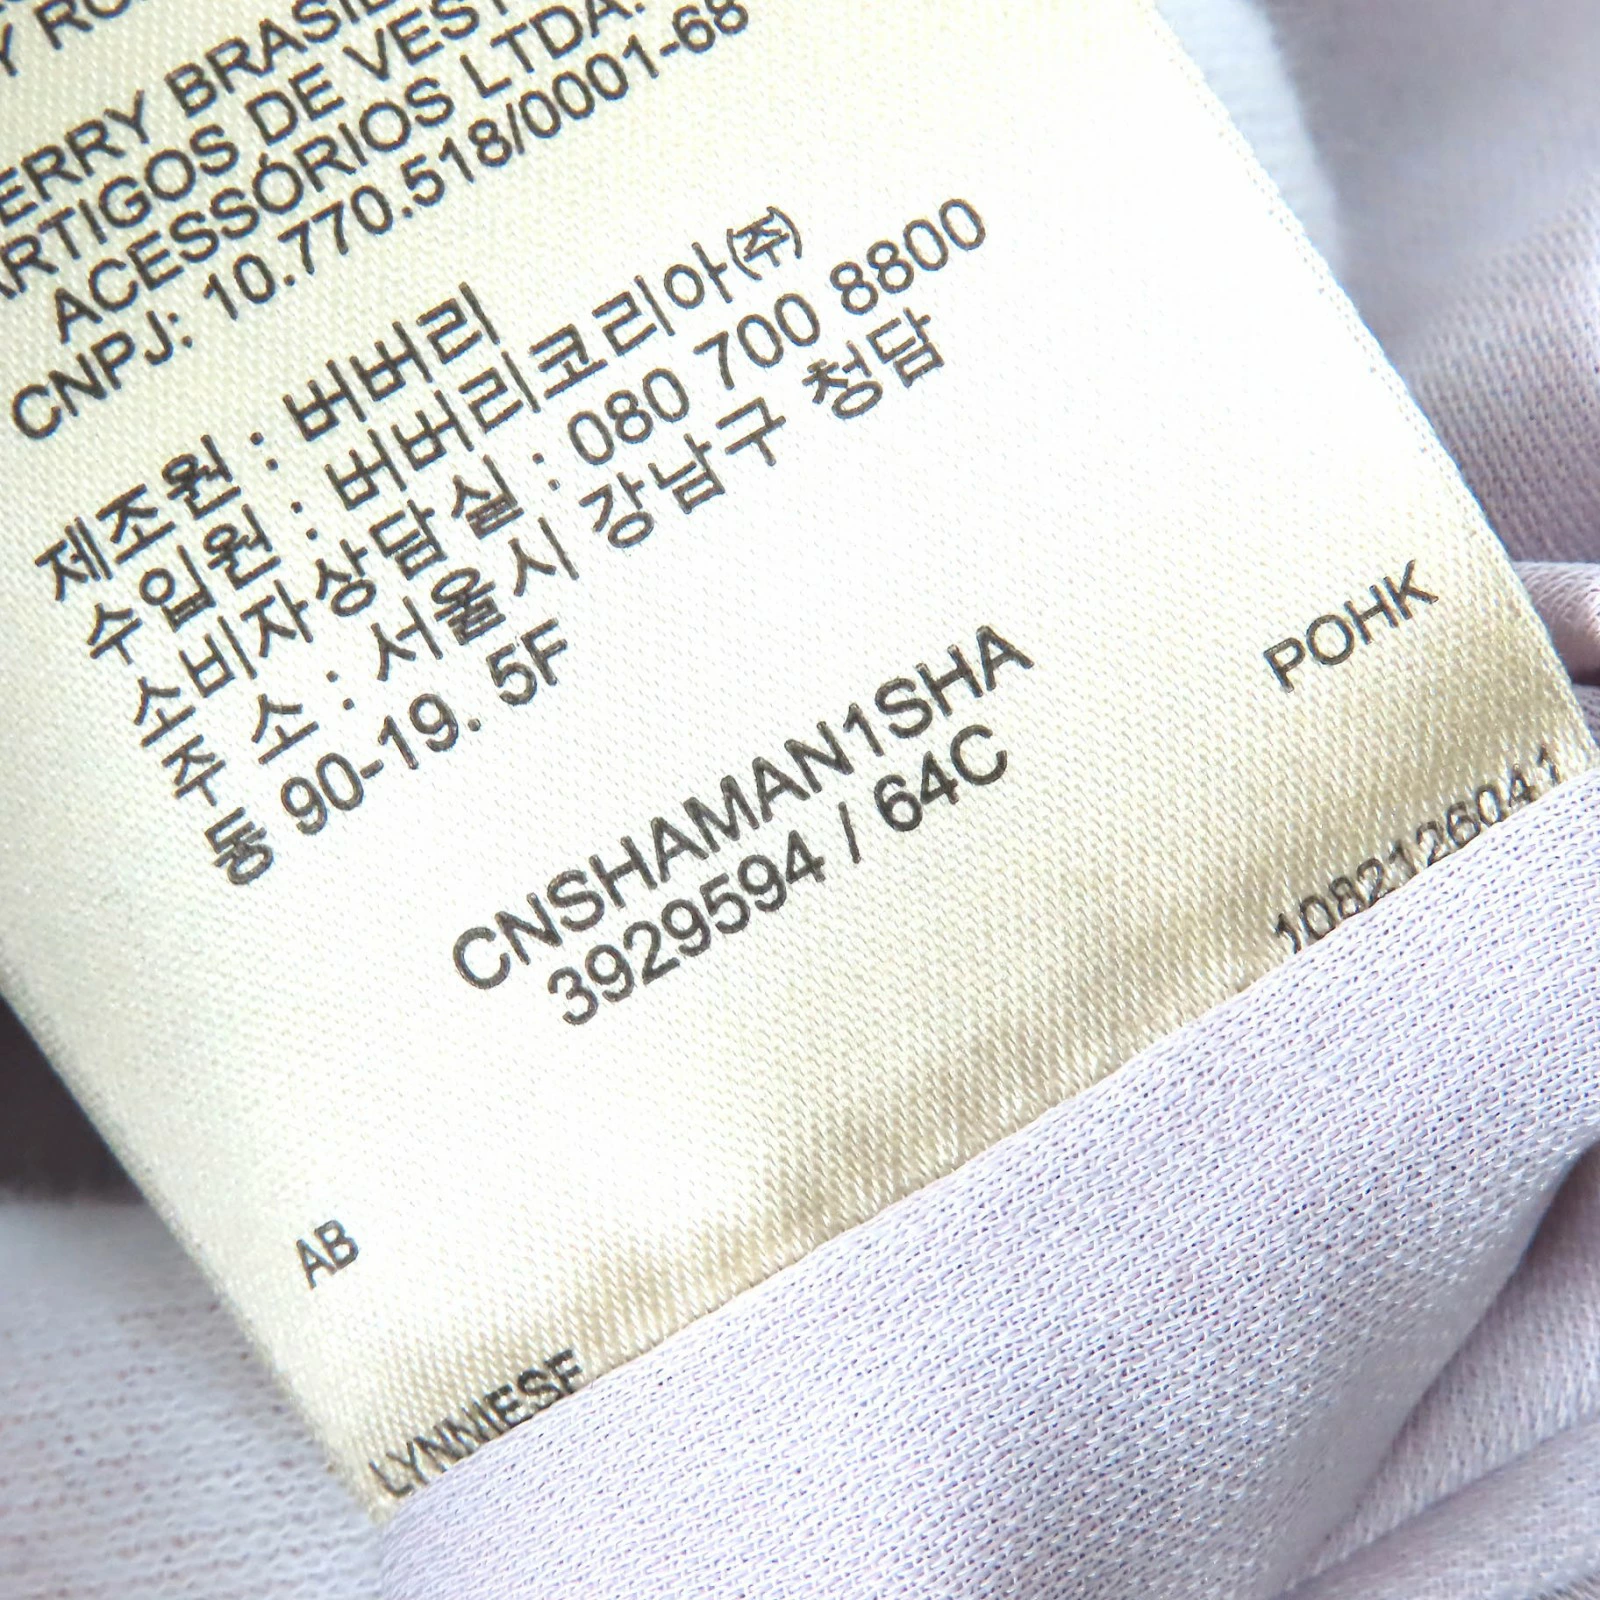 ERRY BRASIL
ARTIGOS DE VEST
ACESSÓRIOS LTDA.
CNPJ: 10.770.518/0001-68
제조원 : 버버리
수입원 : 버버리코리아(주)
소비자상담실 : 080 700 8800
주 소 : 서울시 강남구 청담
동 90-19. 5F
POHK
CNSHAMAN1SHA
3929594 / 64C
1082126041
AB
LYNNIESF